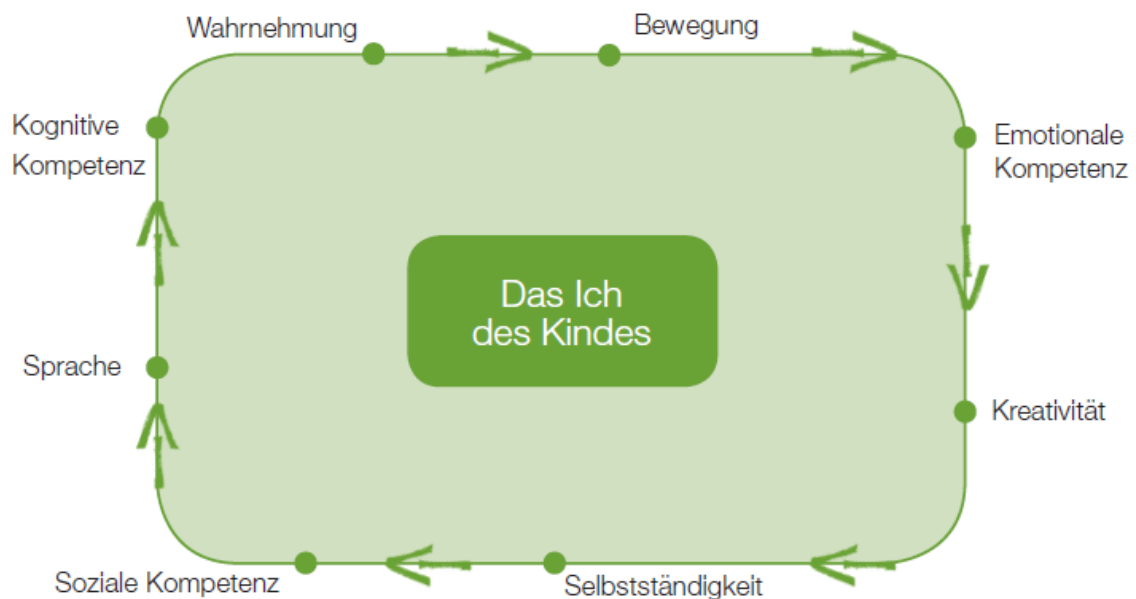 Wahrnehmung
Bewegung
Kognitive
Kompetenz
Emotionale
Kompetenz
Das Ich
des Kindes
Sprache
Kreativität
Soziale Kompetenz
Selbstständigkeit